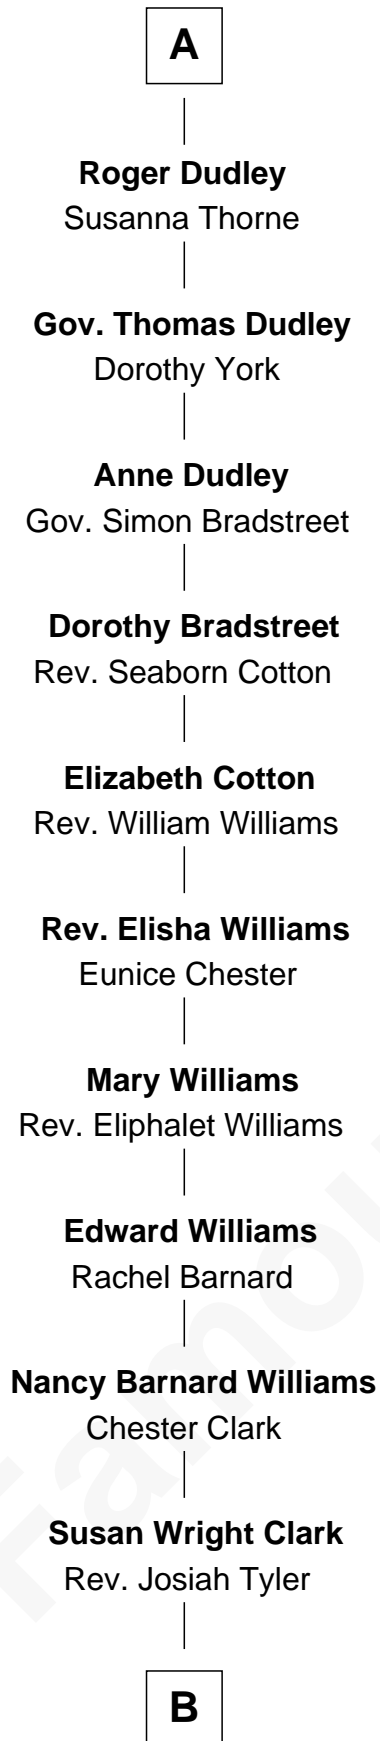 A
Roger Dudley
Susanna Thorne
Gov. Thomas Dudley
Dorothy York
Anne Dudley
Gov. Simon Bradstreet
Dorothy Bradstreet
Rev. Seaborn Cotton
Elizabeth Cotton
Rev. William Williams
Rev. Elisha Williams
Eunice Chester
Mary Williams
Rev. Eliphalet Williams
Edward Williams
Rachel Barnard
Nancy Barnard Williams
Chester Clark
Susan Wright Clark
Rev. Josiah Tyler
B
Famou